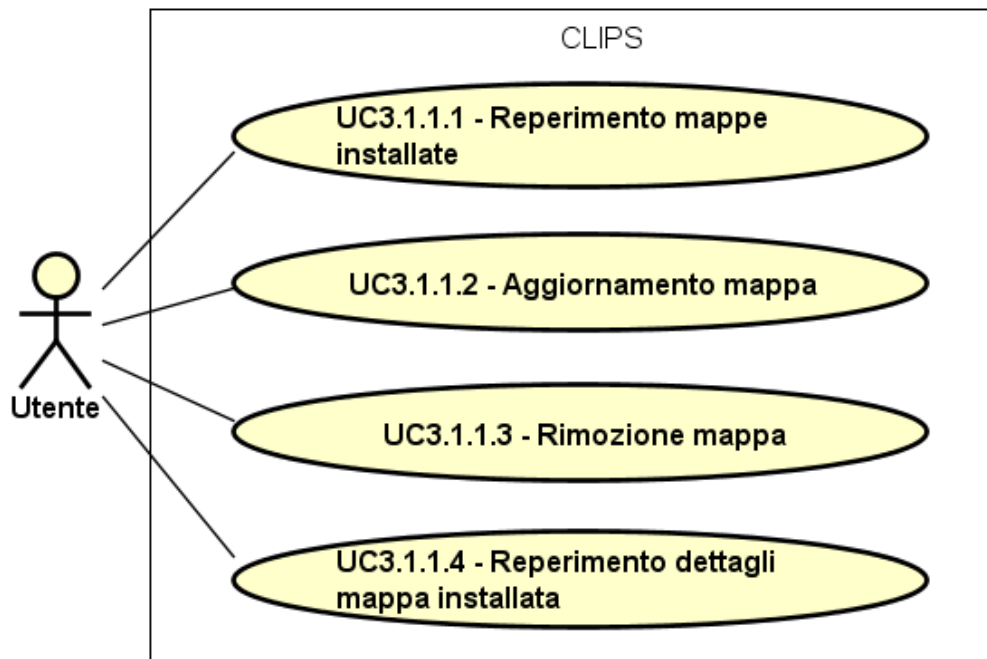 CLIPS
UC3.1.1.1 - Reperimento mappe
installate
UC3.1.1.2 - Aggiornamento mappa
UC3.1.1.3 - Rimozione mappa
UC3.1.1.4 - Reperimento dettagli
mappa installata
Utente